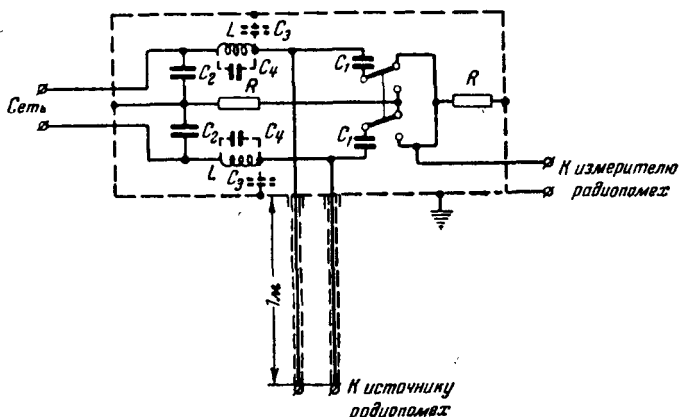 L
C3
C2
C4
C1
R
R
Сеть
C2
C4
C1
L
C3
К измерителю
радиопомех
1м
К источнику
радиопомех